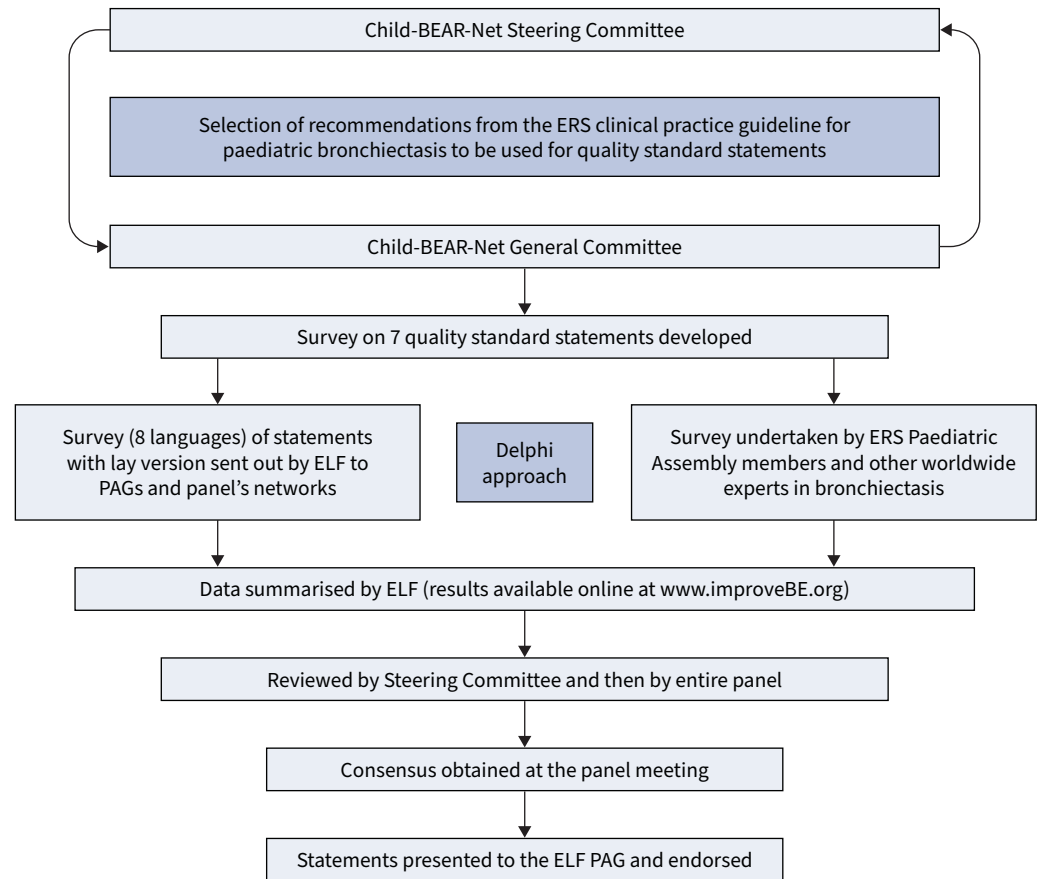 Child-BEAR-Net Steering Committee
Selection of recommendations from the ERS clinical practice guideline for
paediatric bronchiectasis to be used for quality standard statements
Child-BEAR-Net General Committee
Survey on 7 quality standard statements developed
Survey (8 languages) of statements
with lay version sent out by ELF to
PAGs and panel’s networks
Delphi
approach
Survey undertaken by ERS Paediatric
Assembly members and other worldwide
experts in bronchiectasis
Data summarised by ELF (results available online at www.improveBE.org)
Reviewed by Steering Committee and then by entire panel
Consensus obtained at the panel meeting
Statements presented to the ELF PAG and endorsed